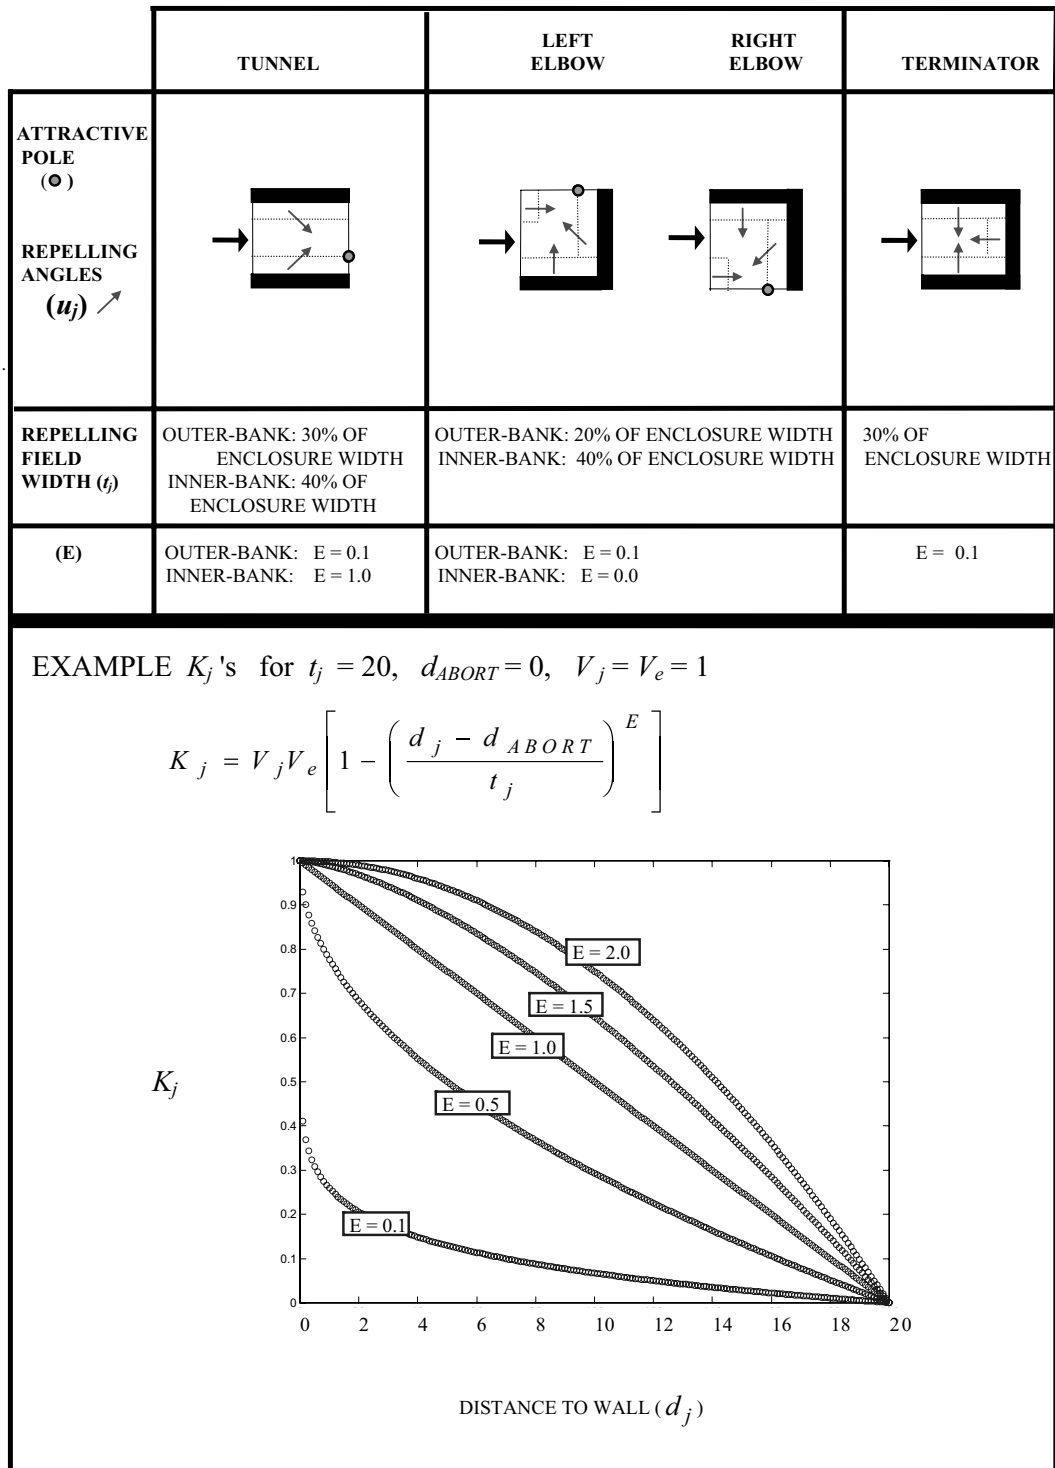 TUNNEL
LEFT ELBOW
RIGHT ELBOW
TERMINATOR
ATTRACTIVE
POLE
( )
REPELLING
ANGLES
(uj)
REPELLING
FIELD
WIDTH (tj)
OUTER-BANK: 30% OF
ENCLOSURE WIDTH
INNER-BANK: 40% OF
ENCLOSURE WIDTH
OUTER-BANK: 20% OF ENCLOSURE WIDTH
INNER-BANK: 40% OF ENCLOSURE WIDTH
30% OF
ENCLOSURE WIDTH
(E)
OUTER-BANK: E = 0.1
INNER-BANK: E = 1.0
OUTER-BANK: E = 0.1
INNER-BANK: E = 0.0
E = 0.1
EXAMPLE Kj 's for tj = 20, dABORT = 0, Vj = Ve = 1
K j = V j V e [ 1 − ( ( d j − d ABORT ) / t j ) E ]
1
0.9
0.8
0.7
0.6
0.5
0.4
0.3
0.2
0.1
0
Kj
E = 2.0
E = 1.5
E = 1.0
E = 0.5
E = 0.1
0 2 4 6 8 10 12 14 16 18 20
DISTANCE TO WALL ( d j )